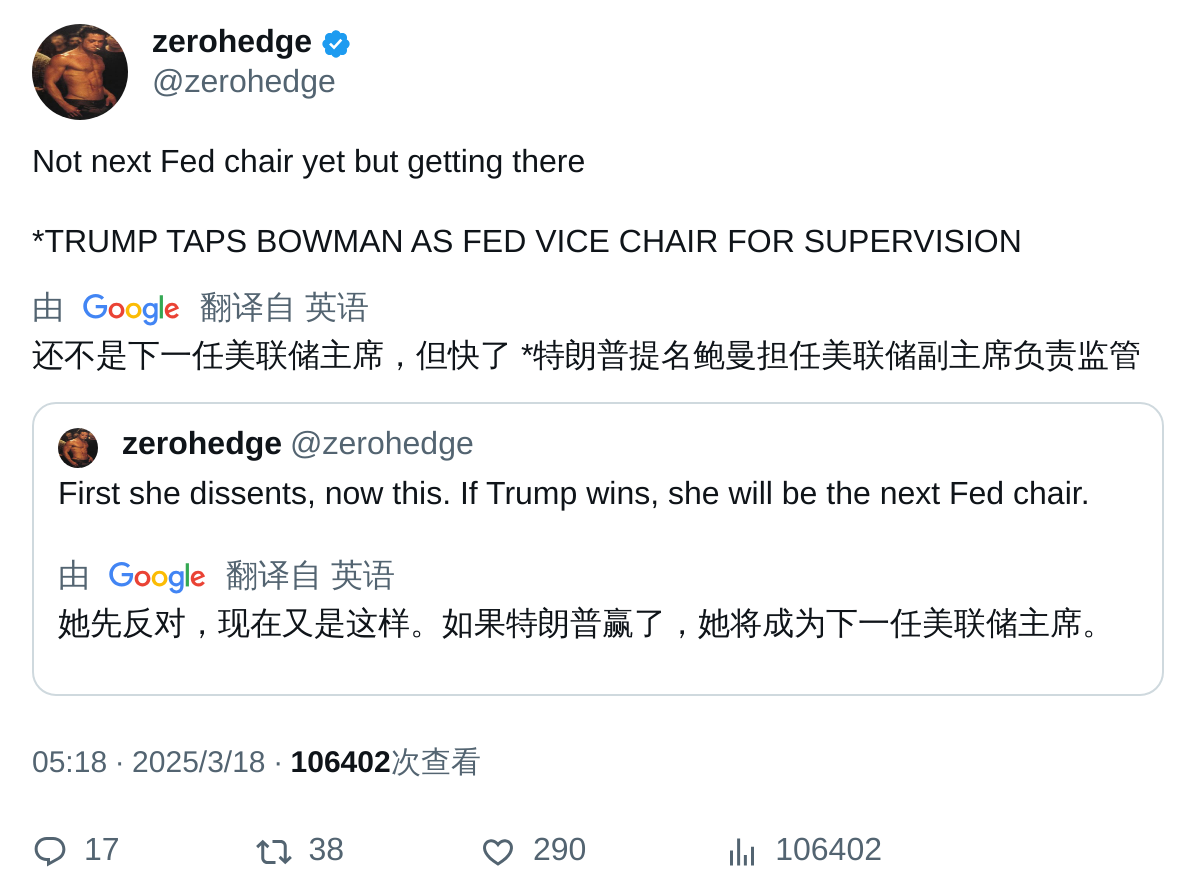 zerohedge
@zerohedge
Not next Fed chair yet but getting there
*TRUMP TAPS BOWMAN AS FED VICE CHAIR FOR SUPERVISION
由 Google 翻译自 英语
还不是下一任美联储主席，但快了 *特朗普提名鲍曼担任美联储副主席负责监管
zerohedge @zerohedge
First she dissents, now this. If Trump wins, she will be the next Fed chair.
由 Google 翻译自 英语
她先反对，现在又是这样。如果特朗普赢了，她将成为下一任美联储主席。
05:18 · 2025/3/18 · 106402次查看
17 38 290 106402